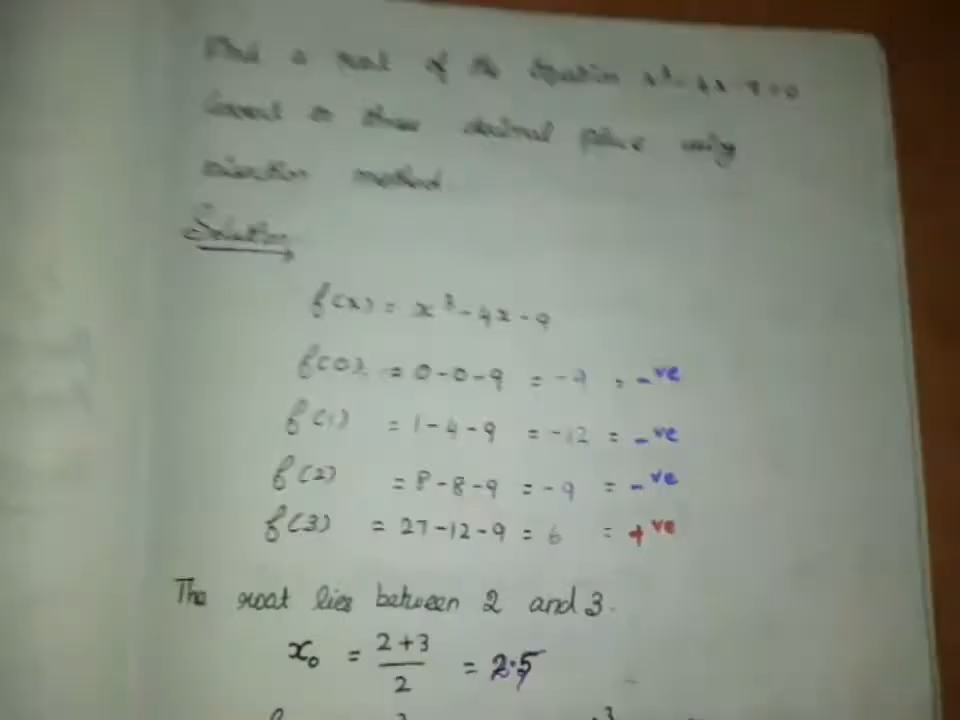 Find a root of the equation x³ - 4x - 9 = 0
correct to three decimal place using
bisection method
Solution
f(x) = x³ - 4x - 9
f(0) = 0 - 0 - 9 = -9 = -ve
f(1) = 1 - 4 - 9 = -12 = -ve
f(2) = 8 - 8 - 9 = -9 = -ve
f(3) = 27 - 12 - 9 = 6 = +ve
The root lies between 2 and 3.
x₀ = (2+3)/2 = 2.5